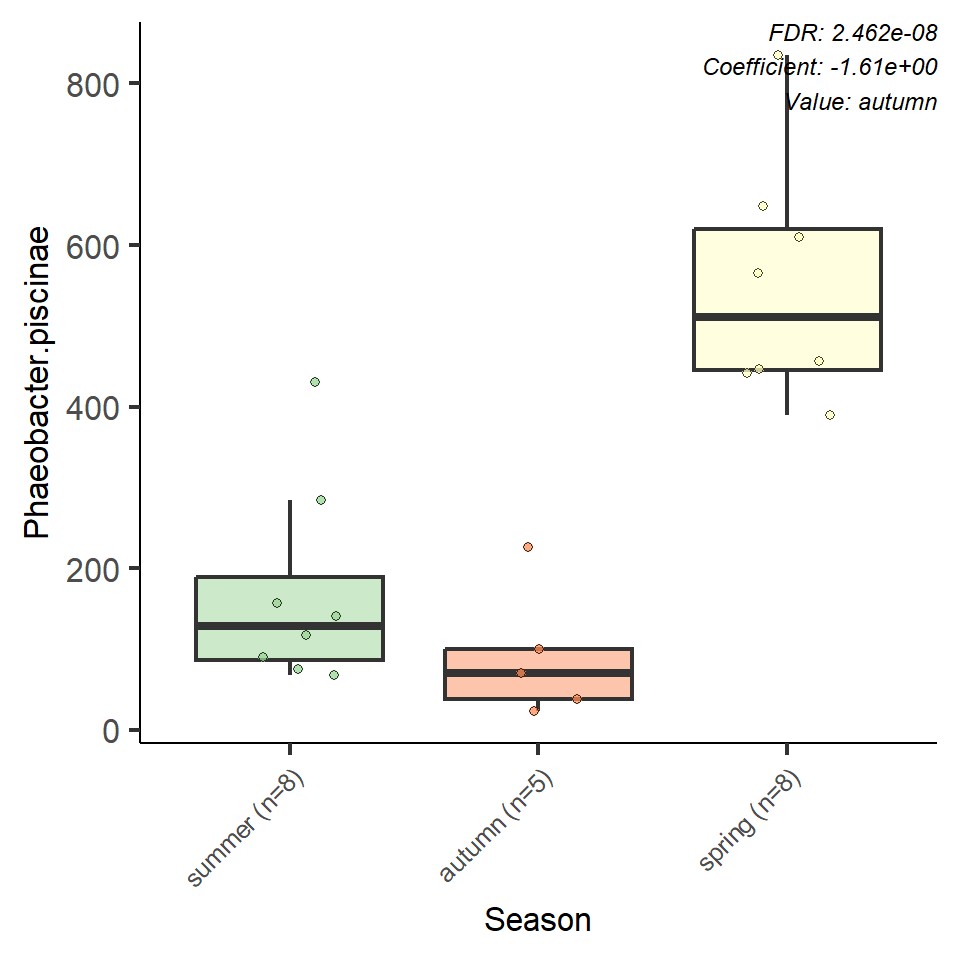 FDR: 2.462e-08
Coefficient: -1.61e+00
Value: autumn
Phaeobacter.piscinae
800
600
400
200
0
summer (n=8)
autumn (n=5)
spring (n=8)
Season